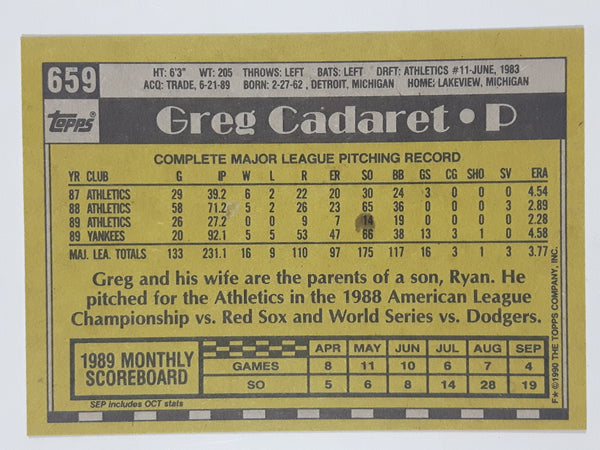 659
HT: 6'3" WT: 205 THROWS: LEFT BATS: LEFT DRFT: ATHLETICS #11-JUNE, 1983
ACQ: TRADE, 6-21-89 BORN: 2-27-62, DETROIT, MICHIGAN HOME: LAKEVIEW, MICHIGAN
TOPPS®
Greg Cadaret • P
COMPLETE MAJOR LEAGUE PITCHING RECORD
YR CLUB G IP W L R ER SO BB GS CG SHO SV ERA
87 ATHLETICS 29 39.2 6 2 22 20 30 24 3 0 0 0 4.54
88 ATHLETICS 58 71.2 5 2 26 23 65 36 0 0 0 3 2.89
89 ATHLETICS 26 27.2 0 0 9 7 14 19 0 0 0 0 2.28
89 YANKEES 20 92.1 5 5 53 47 66 38 13 3 1 0 4.58
MAJ. LEA. TOTALS 133 231.1 16 9 110 97 175 117 16 3 1 3 3.77
Greg and his wife are the parents of a son, Ryan. He
pitched for the Athletics in the 1988 American League
Championship vs. Red Sox and World Series vs. Dodgers.
1989 MONTHLY
SCOREBOARD
APR MAY JUN JUL AUG SEP
GAMES 8 11 10 6 7 4
SO 5 6 8 14 28 19
SEP includes OCT stats
F★ ©1990 THE TOPPS COMPANY, INC.